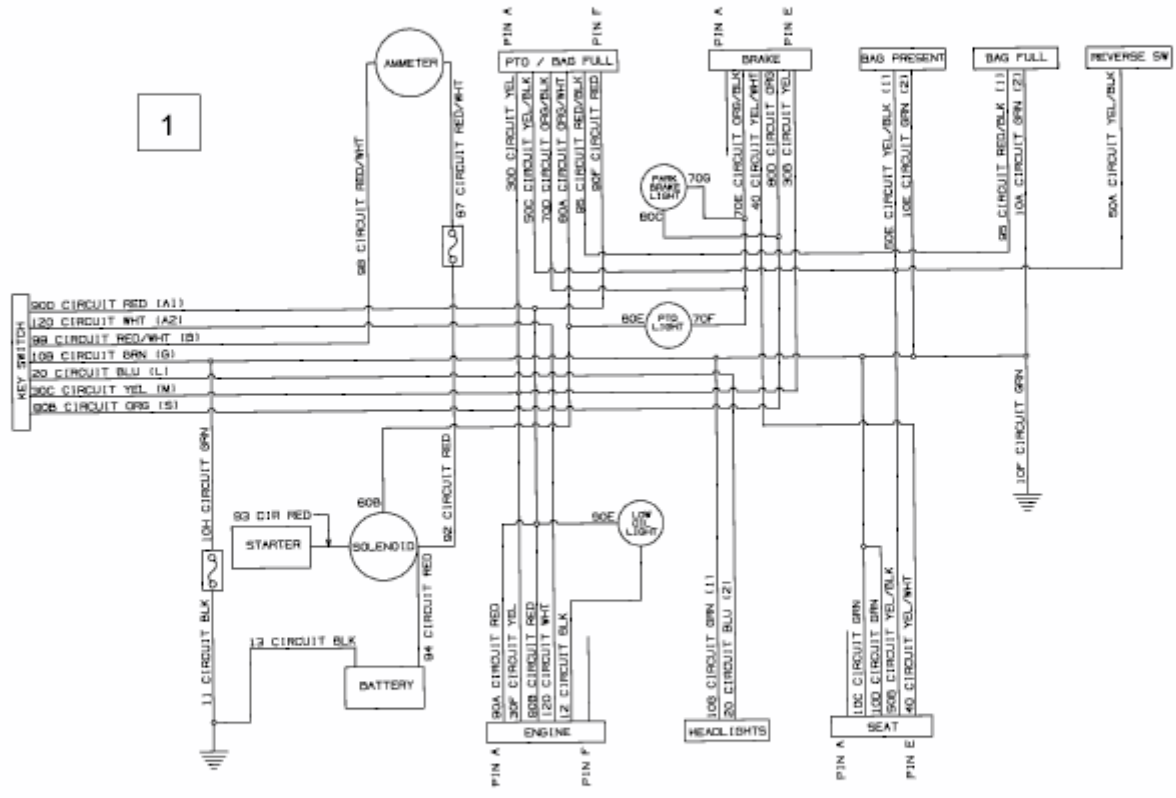 1
AMMETER
PIN A
PIN F
PTO / BAG FULL
PIN A
PIN E
BRAKE
BAG PRESENT
BAG FULL
REVERSE SW
98 CIRCUIT RED/WHT
97 CIRCUIT RED/WHT
30D CIRCUIT YEL
50C CIRCUIT YEL/BLK
70D CIRCUIT ORG/BLK
60A CIRCUIT ORG/WHT
95 CIRCUIT RED/BLK
90F CIRCUIT RED
70E CIRCUIT ORG/BLK
40 CIRCUIT YEL/WHT
80D CIRCUIT ORG
30B CIRCUIT YEL
50E CIRCUIT YEL/BLK (1)
10E CIRCUIT GRN (2)
95 CIRCUIT RED/BLK (1)
10A CIRCUIT GRN (2)
50A CIRCUIT YEL/BLK
PARK
BRAKE
LIGHT
70G
80C
KEY SWITCH
90D CIRCUIT RED (A1)
120 CIRCUIT WHT (A2)
98 CIRCUIT RED/WHT (B)
10B CIRCUIT GRN (G)
20 CIRCUIT BLU (L)
30C CIRCUIT YEL (M)
80B CIRCUIT ORG (S)
60E
PTO
LIGHT
70F
10H CIRCUIT GRN
92 CIRCUIT RED
10F CIRCUIT GRN
60B
93 CIR RED
STARTER
SOLENOID
90E
LOW
OIL
LIGHT
11 CIRCUIT BLK
13 CIRCUIT BLK
94 CIRCUIT RED
BATTERY
90A CIRCUIT RED
30F CIRCUIT YEL
90B CIRCUIT RED
120 CIRCUIT WHT
12 CIRCUIT BLK
ENGINE
PIN A
PIN F
10G CIRCUIT GRN (1)
20 CIRCUIT BLU (2)
HEADLIGHTS
10C CIRCUIT GRN
10D CIRCUIT GRN
50B CIRCUIT YEL/BLK
40 CIRCUIT YEL/WHT
SEAT
PIN A
PIN E